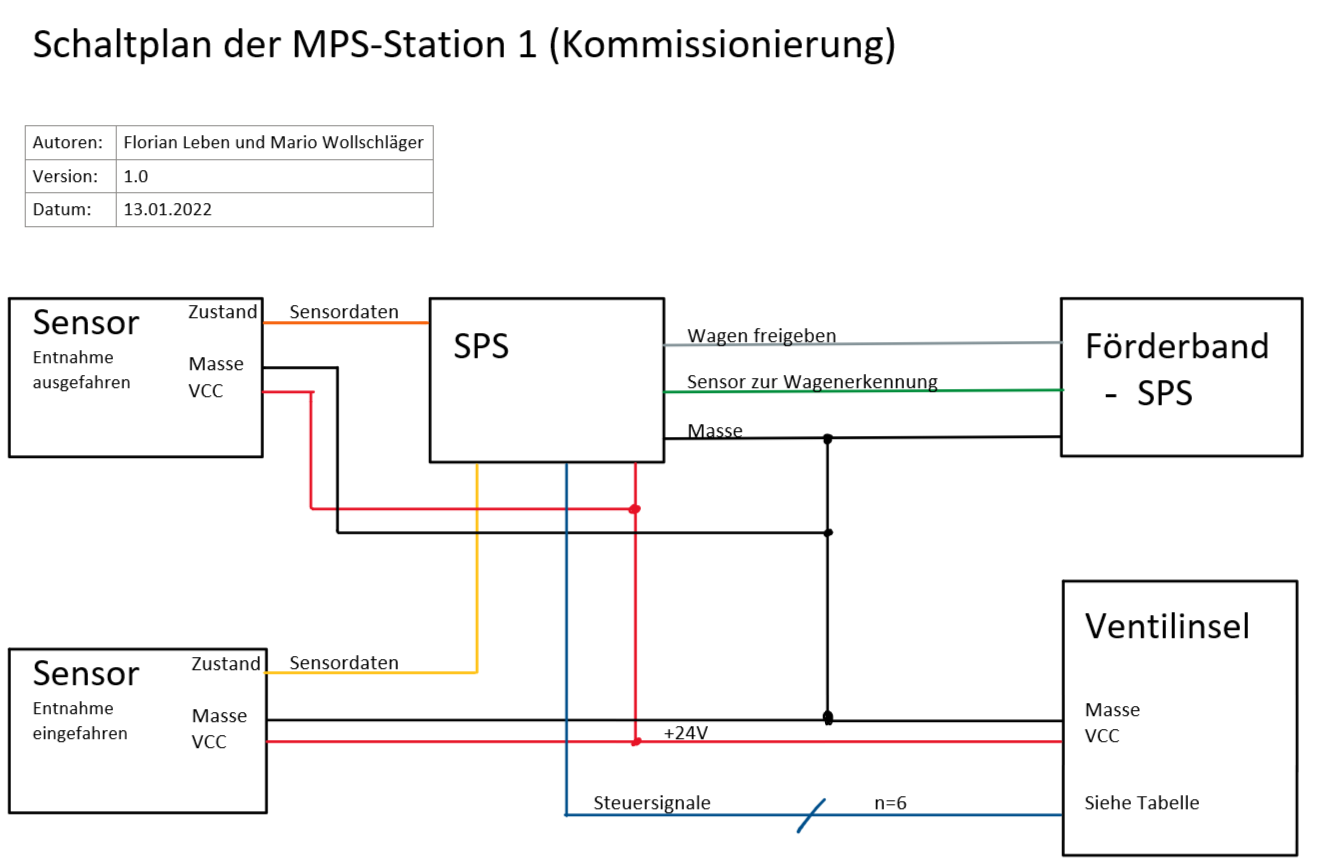 Schaltplan der MPS-Station 1 (Kommissionierung)
Autoren: Florian Leben und Mario Wollschläger
Version: 1.0
Datum: 13.01.2022
Sensor
Entnahme
ausgefahren
Zustand
Masse
VCC
Sensordaten
SPS
Wagen freigeben
Sensor zur Wagenerkennung
Masse
Förderband
- SPS
Sensor
Entnahme
eingefahren
Zustand
Masse
VCC
Sensordaten
+24V
Steuersignale
n=6
Ventilinsel
Masse
VCC
Siehe Tabelle